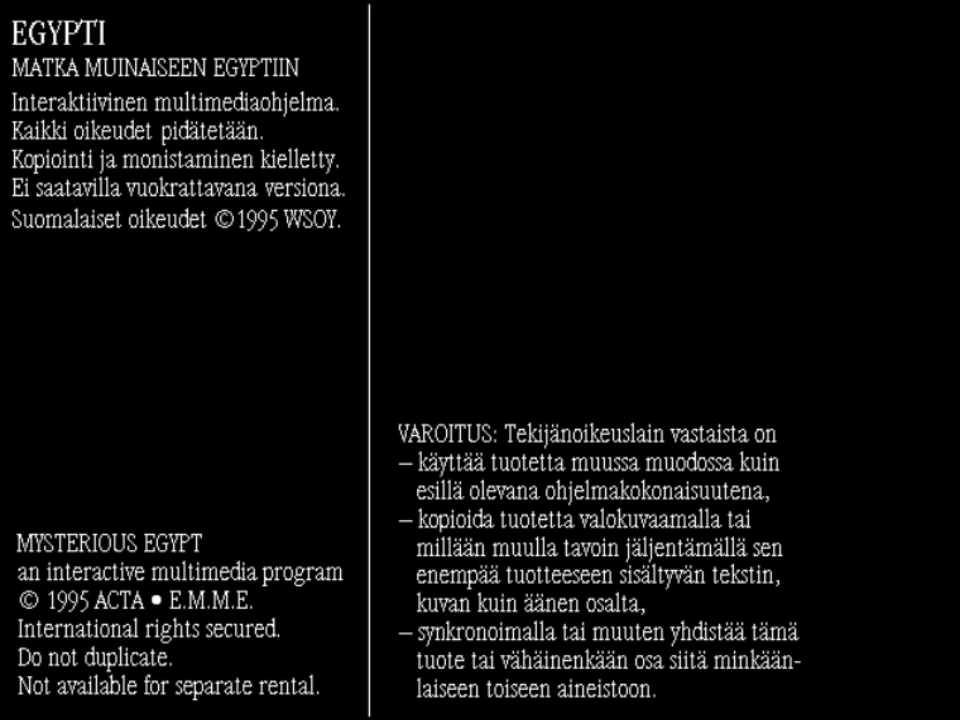 EGYPTI
MATKA MUINAISEEN EGYPTIIN
Interaktiivinen multimediaohjelma.
Kaikki oikeudet pidätetään.
Kopiointi ja monistaminen kielletty.
Ei saatavilla vuokrattavana versiona.
Suomalaiset oikeudet ©1995 WSOY.
MYSTERIOUS EGYPT
an interactive multimedia program
© 1995 ACTA • E.M.M.E.
International rights secured.
Do not duplicate.
Not available for separate rental.
VAROITUS: Tekijänoikeuslain vastaista on
– käyttää tuotetta muussa muodossa kuin
esillä olevana ohjelmakokonaisuutena,
– kopioida tuotetta valokuvaamalla tai
millään muulla tavoin jäljentämällä sen
enempää tuotteeseen sisältyvän tekstin,
kuvan kuin äänen osalta,
– synkronoimalla tai muuten yhdistää tämä
tuote tai vähäinenkään osa siitä minkään-
laiseen toiseen aineistoon.